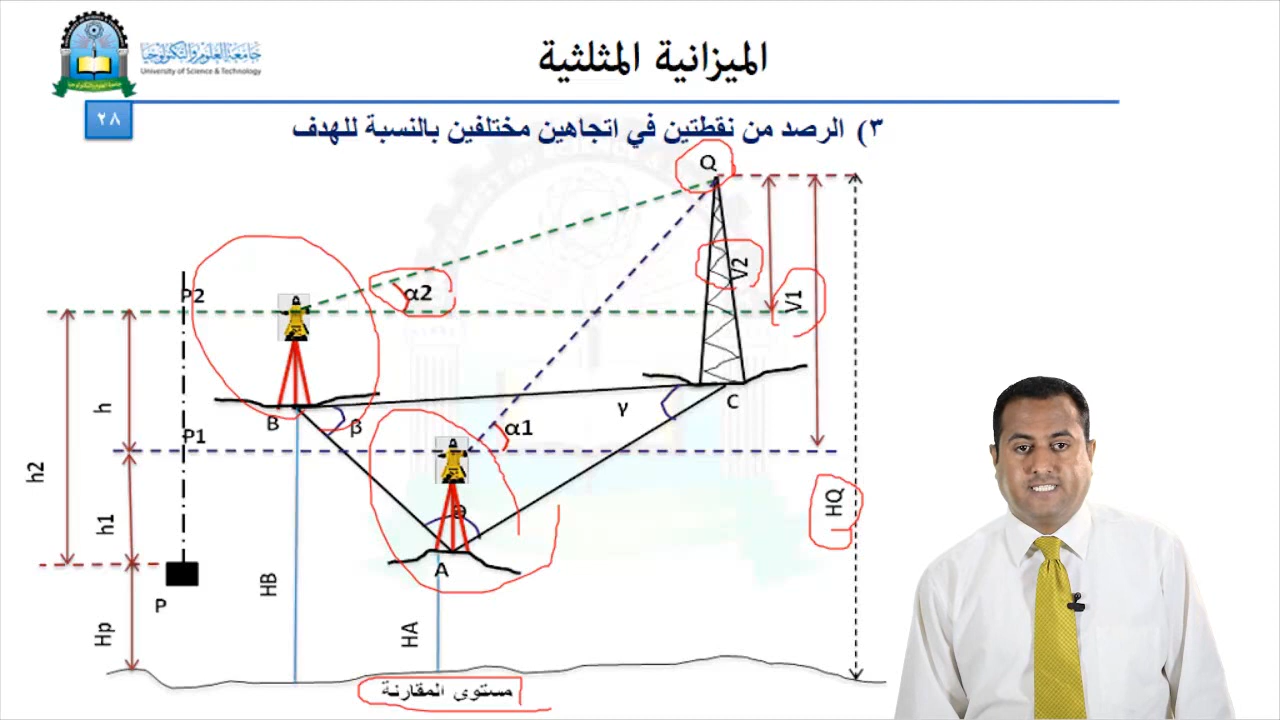 جامعة العلوم والتكنولوجيا
University of Science & Technology
الميزانية المثلثية
٢٨
٣) الرصد من نقطتين في اتجاهين مختلفين بالنسبة للهدف
Q
V2
V1
α2
P2
B
β
γ
C
α1
P1
h
h2
h1
HQ
θ
A
P
HB
HA
Hp
مستوى المقارنة